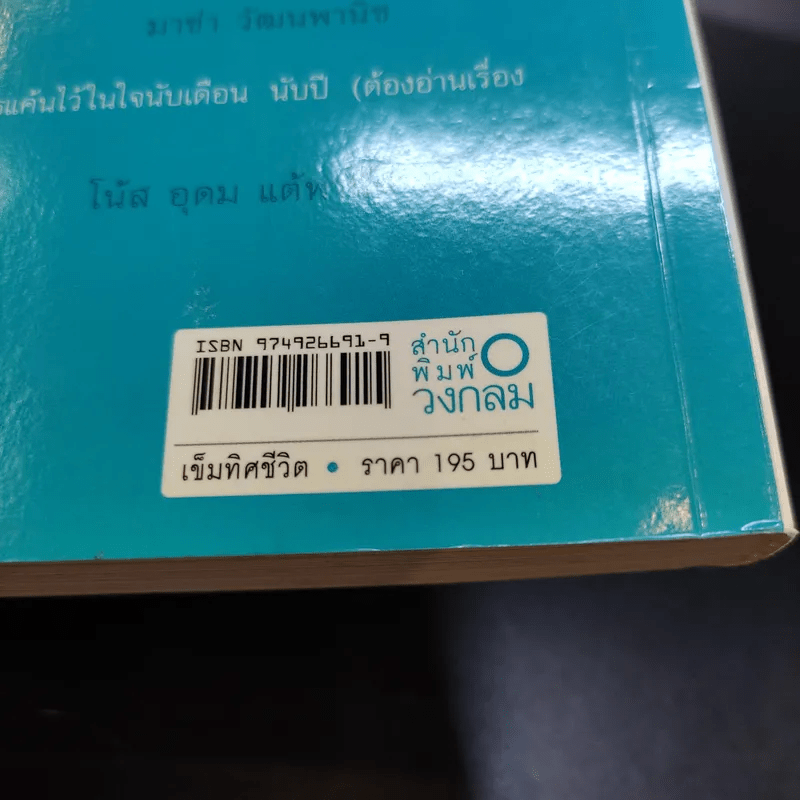 มาช่า วัฒนพานิช
แค้นไว้ในใจนับเดือน นับปี (ต้องอ่านเรื่อง
โน้ส อุดม
ISBN 974926691-9
สำนัก
พิมพ์
วงกลม
เข็มทิศชีวิต • ราคา 195 บาท